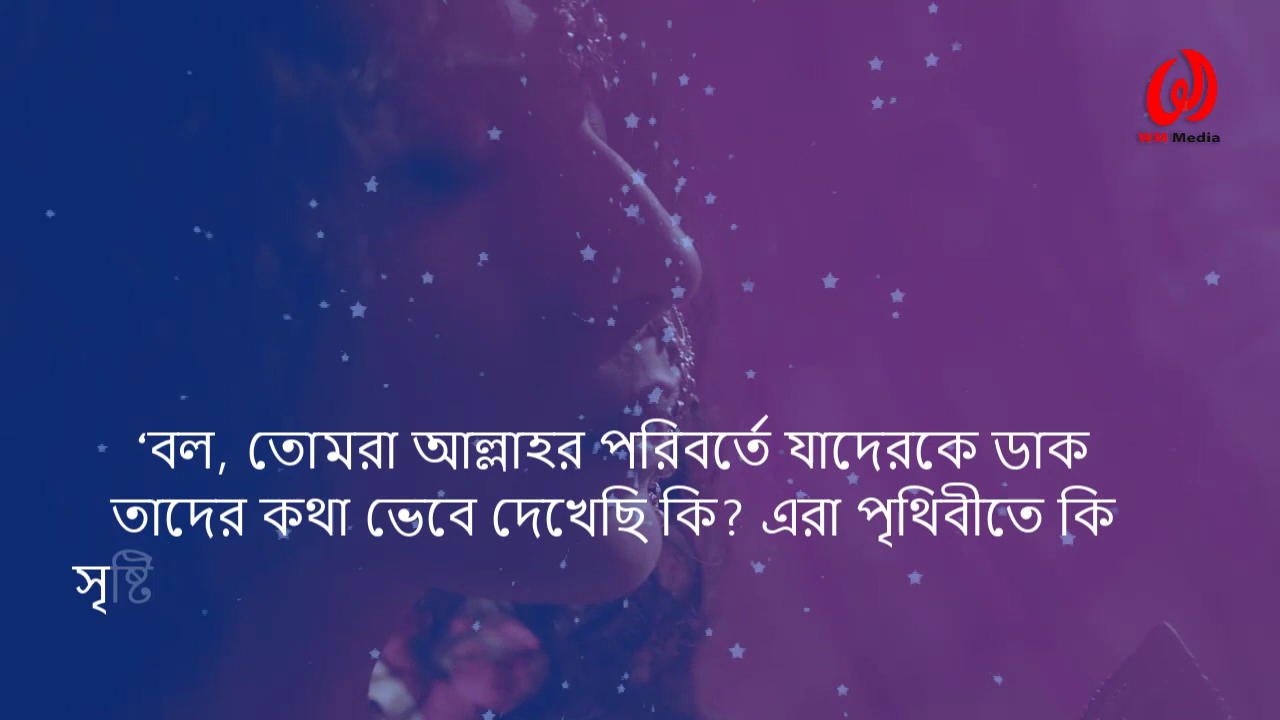 WM Media
‘বল, তোমরা আল্লাহর পরিবর্তে যাদেরকে ডাক
তাদের কথা ভেবে দেখেছি কি? এরা পৃথিবীতে কি
সৃষ্টি